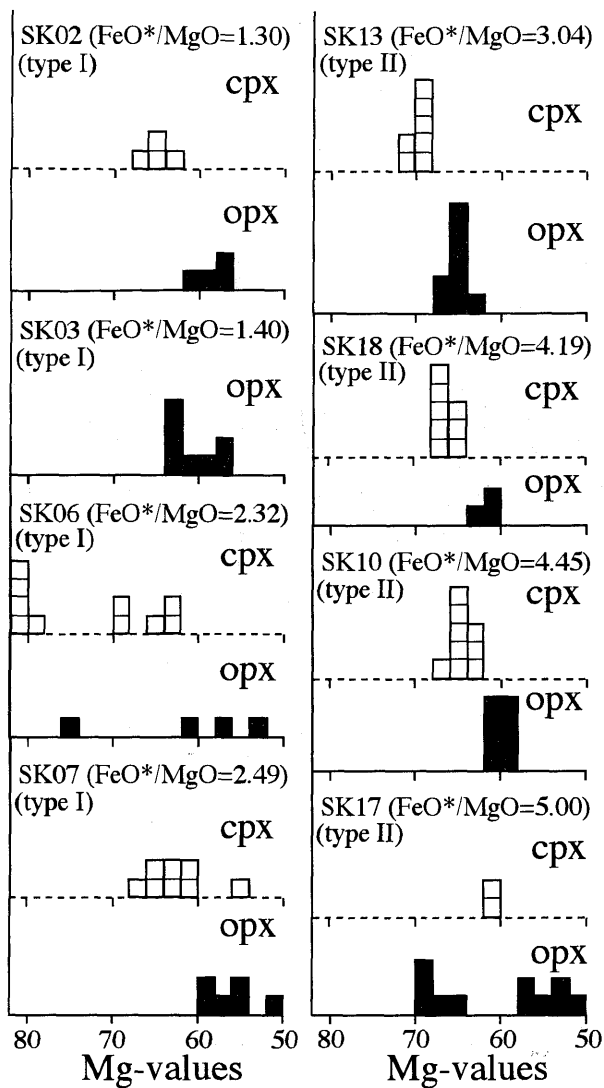 SK02 (FeO*/MgO=1.30)
(type I)
cpx
opx
SK03 (FeO*/MgO=1.40)
(type I)
opx
SK06 (FeO*/MgO=2.32)
(type I)
cpx
opx
SK07 (FeO*/MgO=2.49)
(type I)
cpx
opx
80 70 60 50
Mg-values
SK13 (FeO*/MgO=3.04)
(type II)
cpx
opx
SK18 (FeO*/MgO=4.19)
(type II)
cpx
opx
SK10 (FeO*/MgO=4.45)
(type II)
cpx
opx
SK17 (FeO*/MgO=5.00)
(type II)
cpx
opx
80 70 60 50
Mg-values